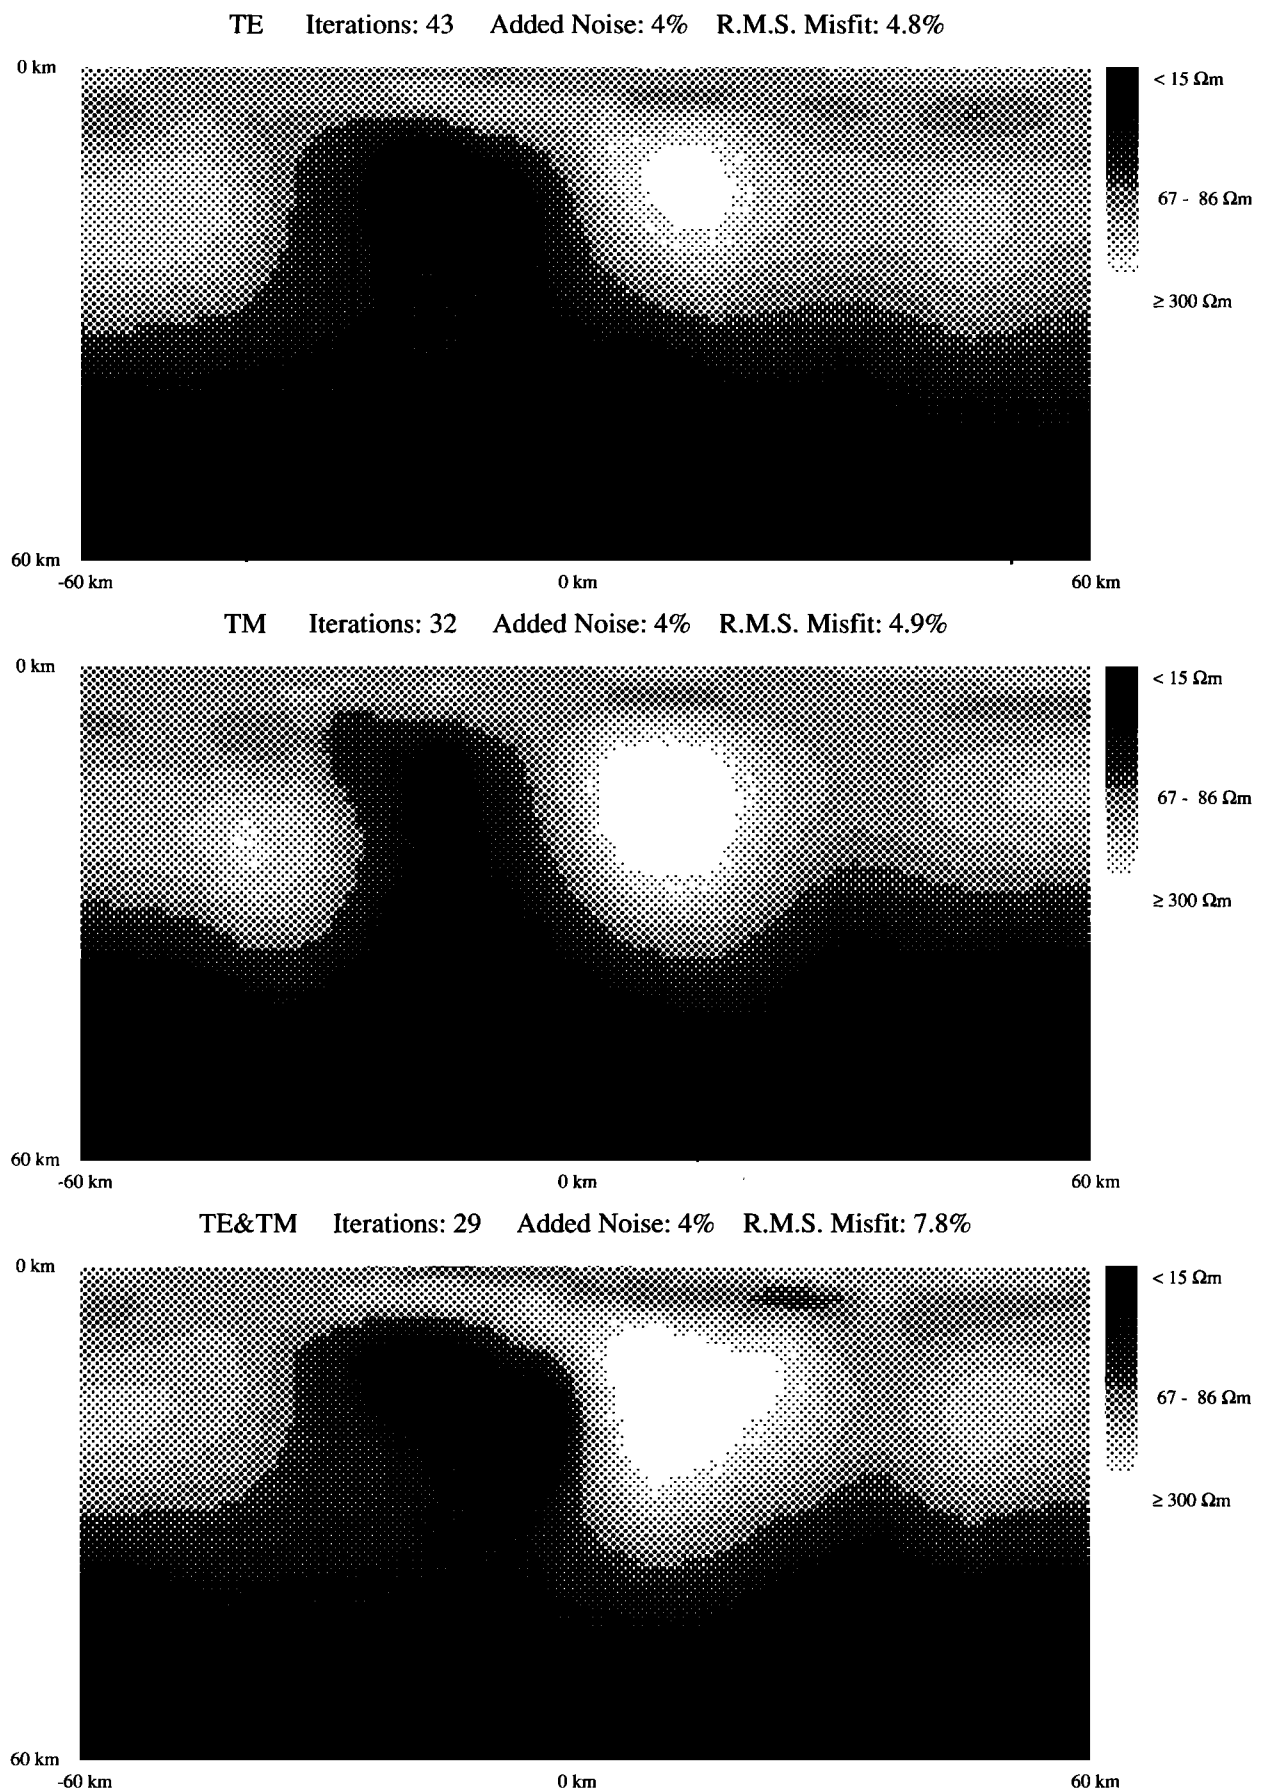 TE Iterations: 43 Added Noise: 4% R.M.S. Misfit: 4.8%
0 km
< 15 Ωm
67 - 86 Ωm
≥ 300 Ωm
60 km
-60 km 0 km 60 km
TM Iterations: 32 Added Noise: 4% R.M.S. Misfit: 4.9%
0 km
< 15 Ωm
67 - 86 Ωm
≥ 300 Ωm
60 km
-60 km 0 km 60 km
TE&TM Iterations: 29 Added Noise: 4% R.M.S. Misfit: 7.8%
0 km
< 15 Ωm
67 - 86 Ωm
≥ 300 Ωm
60 km
-60 km 0 km 60 km